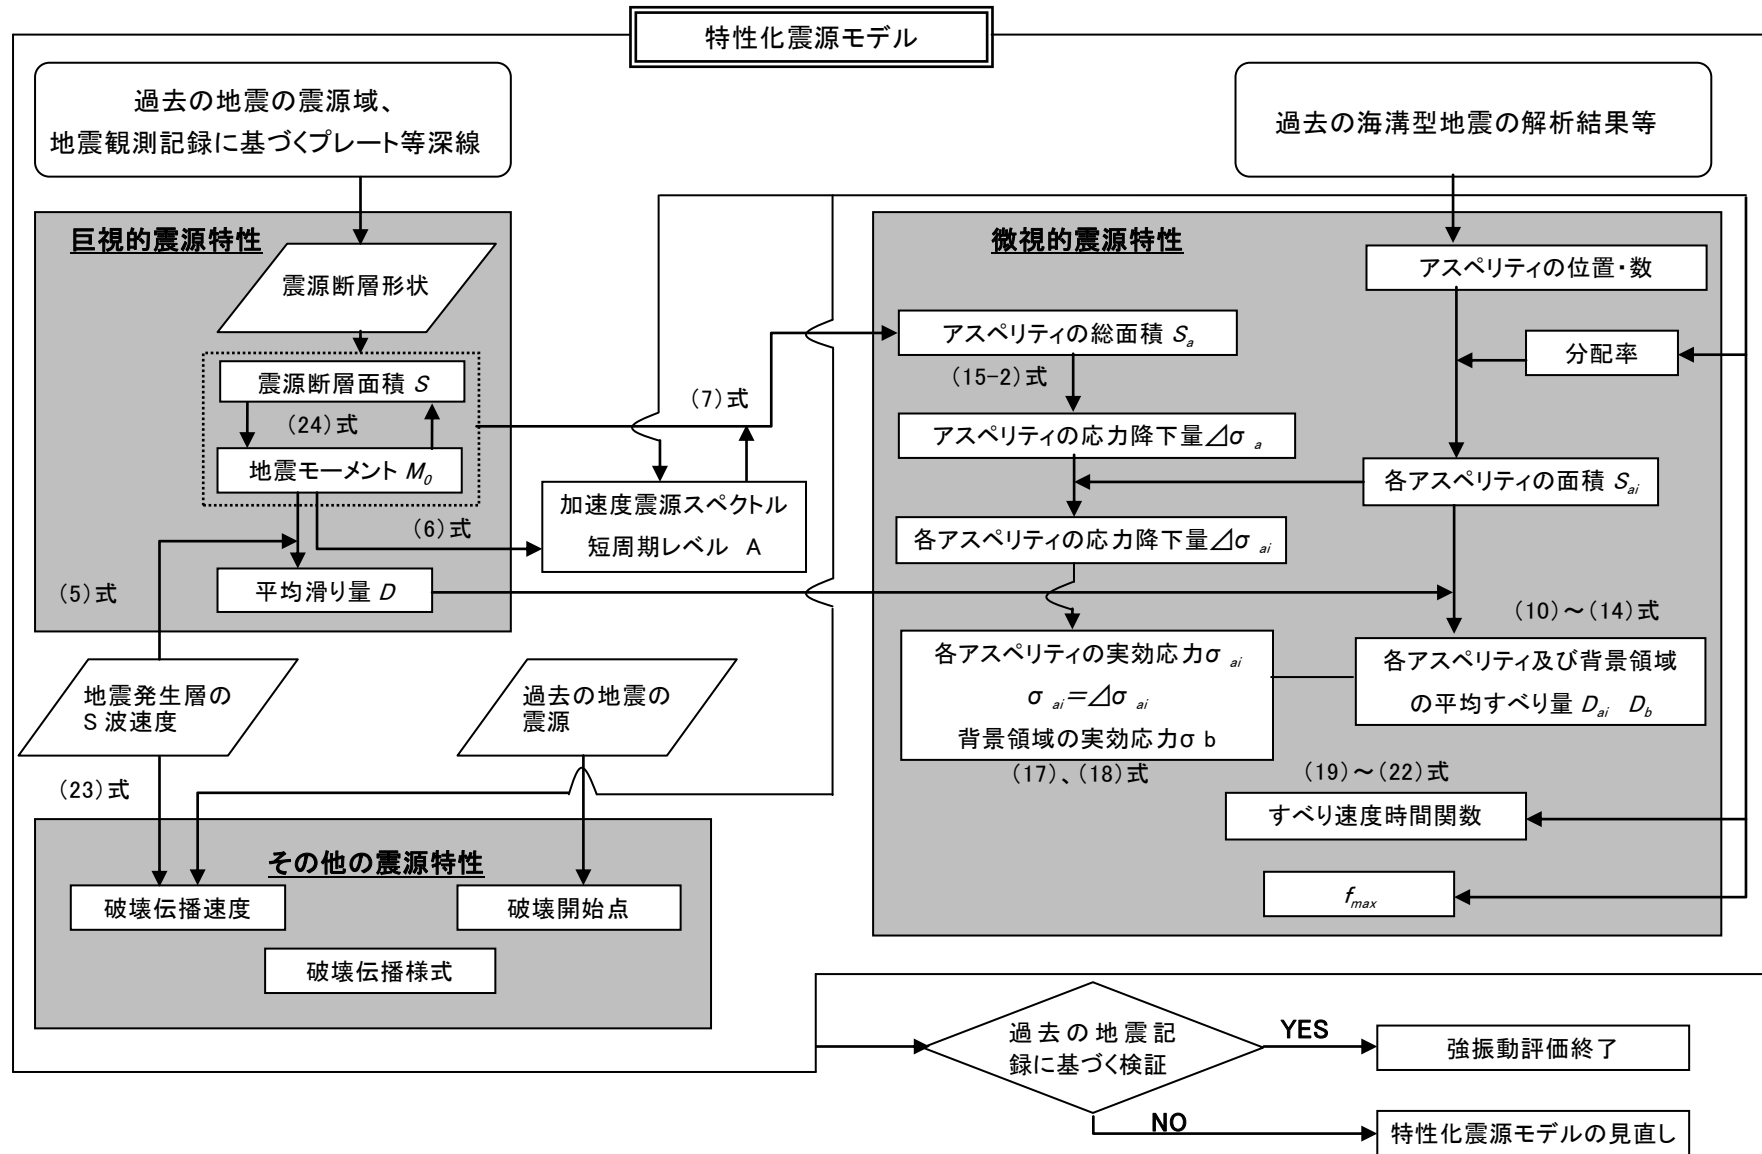 特性化震源モデル
過去の地震の震源域、
地震観測記録に基づくプレート等深線
過去の海溝型地震の解析結果等
巨視的震源特性
震源断層形状
震源断層面積 S
(24)式
地震モーメント M0
(6)式
(5)式
平均滑り量 D
(7)式
加速度震源スペクトル
短周期レベル A
地震発生層の
S波速度
過去の地震の
震源
(23)式
その他の震源特性
破壊伝播速度
破壊開始点
破壊伝播様式
微視的震源特性
アスペリティの位置・数
アスペリティの総面積 Sa
分配率
(15-2)式
アスペリティの応力降下量⊿σ a
各アスペリティの面積 Sai
各アスペリティの応力降下量⊿σ ai
(10)～(14)式
各アスペリティの実効応力σ ai
σ ai=⊿σ ai
背景領域の実効応力σ b
各アスペリティ及び背景領域
の平均すべり量 Dai Db
(17)、(18)式
(19)～(22)式
すべり速度時間関数
fmax
過去の地震記
録に基づく検証
YES
強振動評価終了
NO
特性化震源モデルの見直し